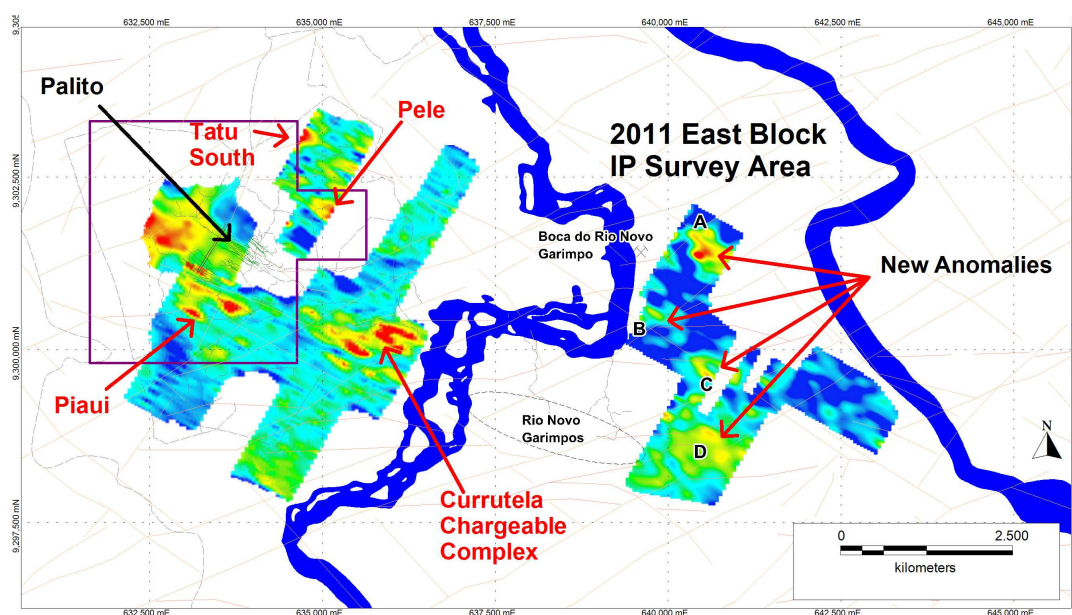 632,500 mE
635,000 mE
637,500 mE
640,000 mE
642,500 mE
645,000 mE
9.30
Palito
Tatu
South
Pele
2011 East Block
IP Survey Area
9.302,500 mN
A
Boca do Rio Novo
Garimpo
New Anomalies
B
9.300,000 mN
C
Piaui
Rio Novo
Garimpos
D
N
Currutela
Chargeable
Complex
9.297,500 mN
0
2.500
kilometers
632,500 mE
635,000 mE
637,500 mE
640,000 mE
642,500 mE
645,000 mE